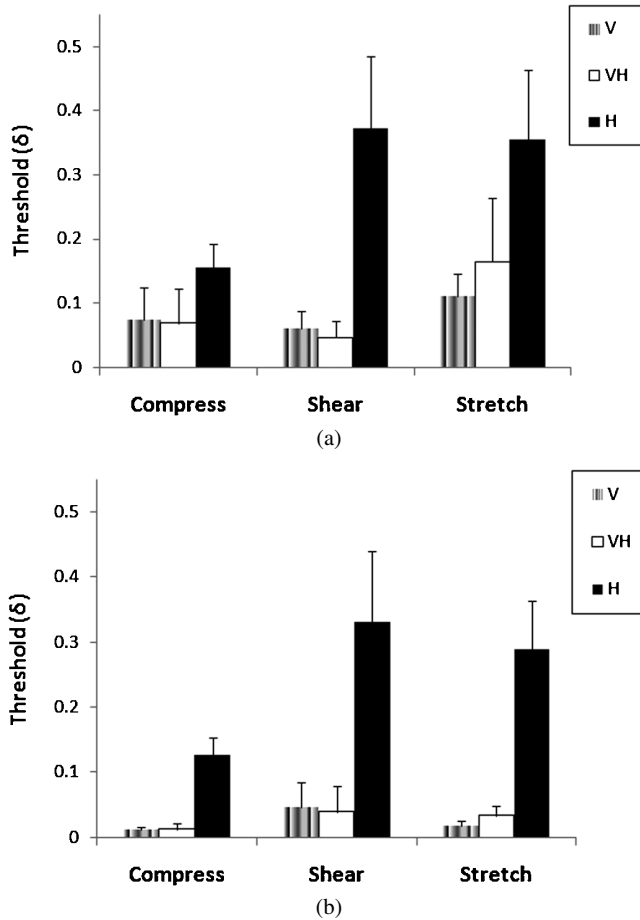 0.5
0.4
0.3
0.2
0.1
0
Threshold (δ)
Compress Shear Stretch
V
VH
H
(a)
0.5
0.4
0.3
0.2
0.1
0
Threshold (δ)
Compress Shear Stretch
V
VH
H
(b)